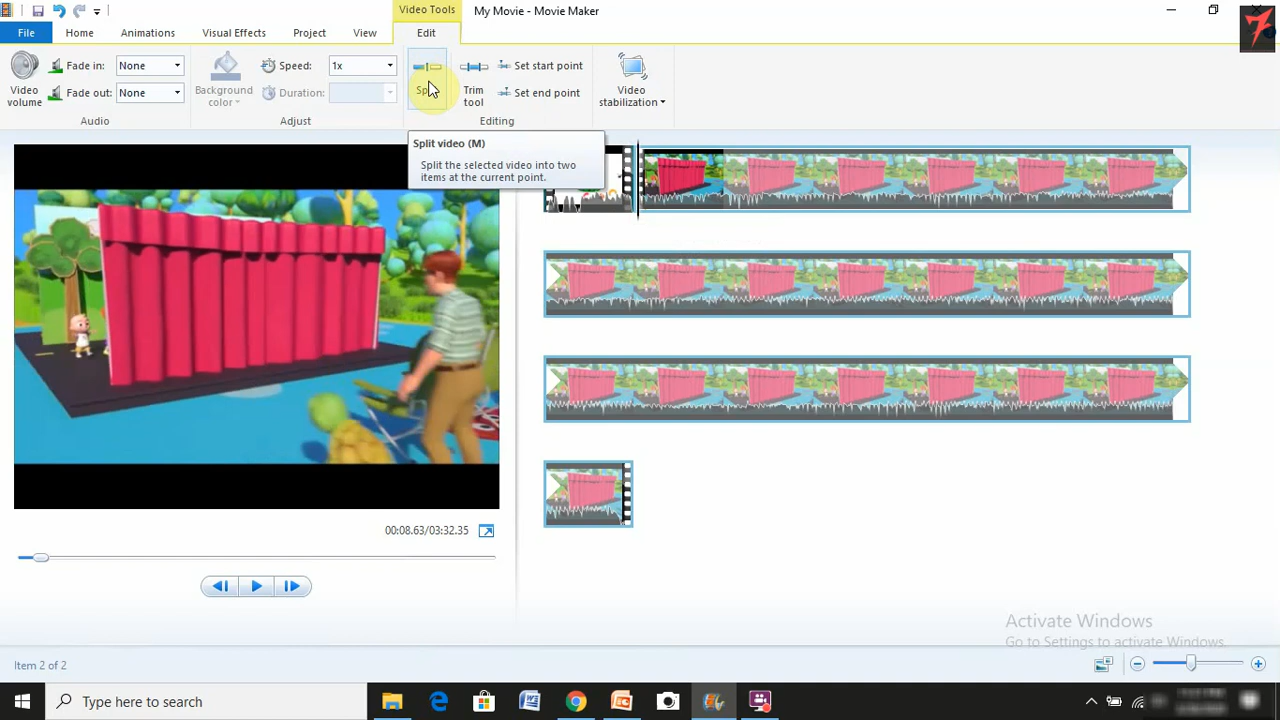 Video Tools
My Movie - Movie Maker
File
Home
Animations
Visual Effects
Project
View
Edit
Video volume
Fade in:
None
Fade out:
None
Audio
Background color
Speed:
1x
Duration:
Adjust
Split
Trim tool
Set start point
Set end point
Editing
Video stabilization
Split video (M)
Split the selected video into two
items at the current point.
00:08.63/03:32.35
Activate Windows
Go to Settings to activate Windows.
Item 2 of 2
Type here to search